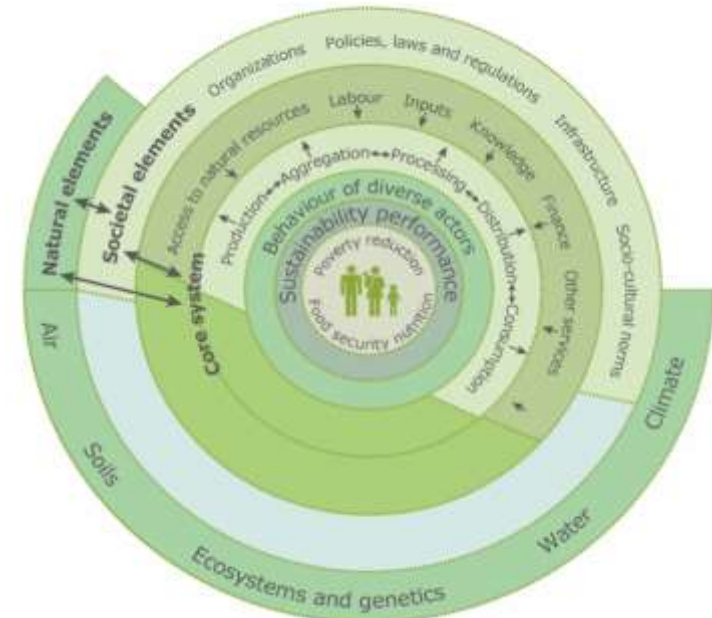 Natural elements
Air
Soils
Ecosystems and genetics
Water
Climate
Societal elements
Organizations
Policies, laws and regulations
Infrastructure
Socio-cultural norms
Core system
Access to natural resources
Labour
Inputs
Knowledge
Finance
Other services
Production
Aggregation
Processing
Distribution
Consumption
Behaviour of diverse actors
Sustainability performance
Poverty reduction
Food security nutrition